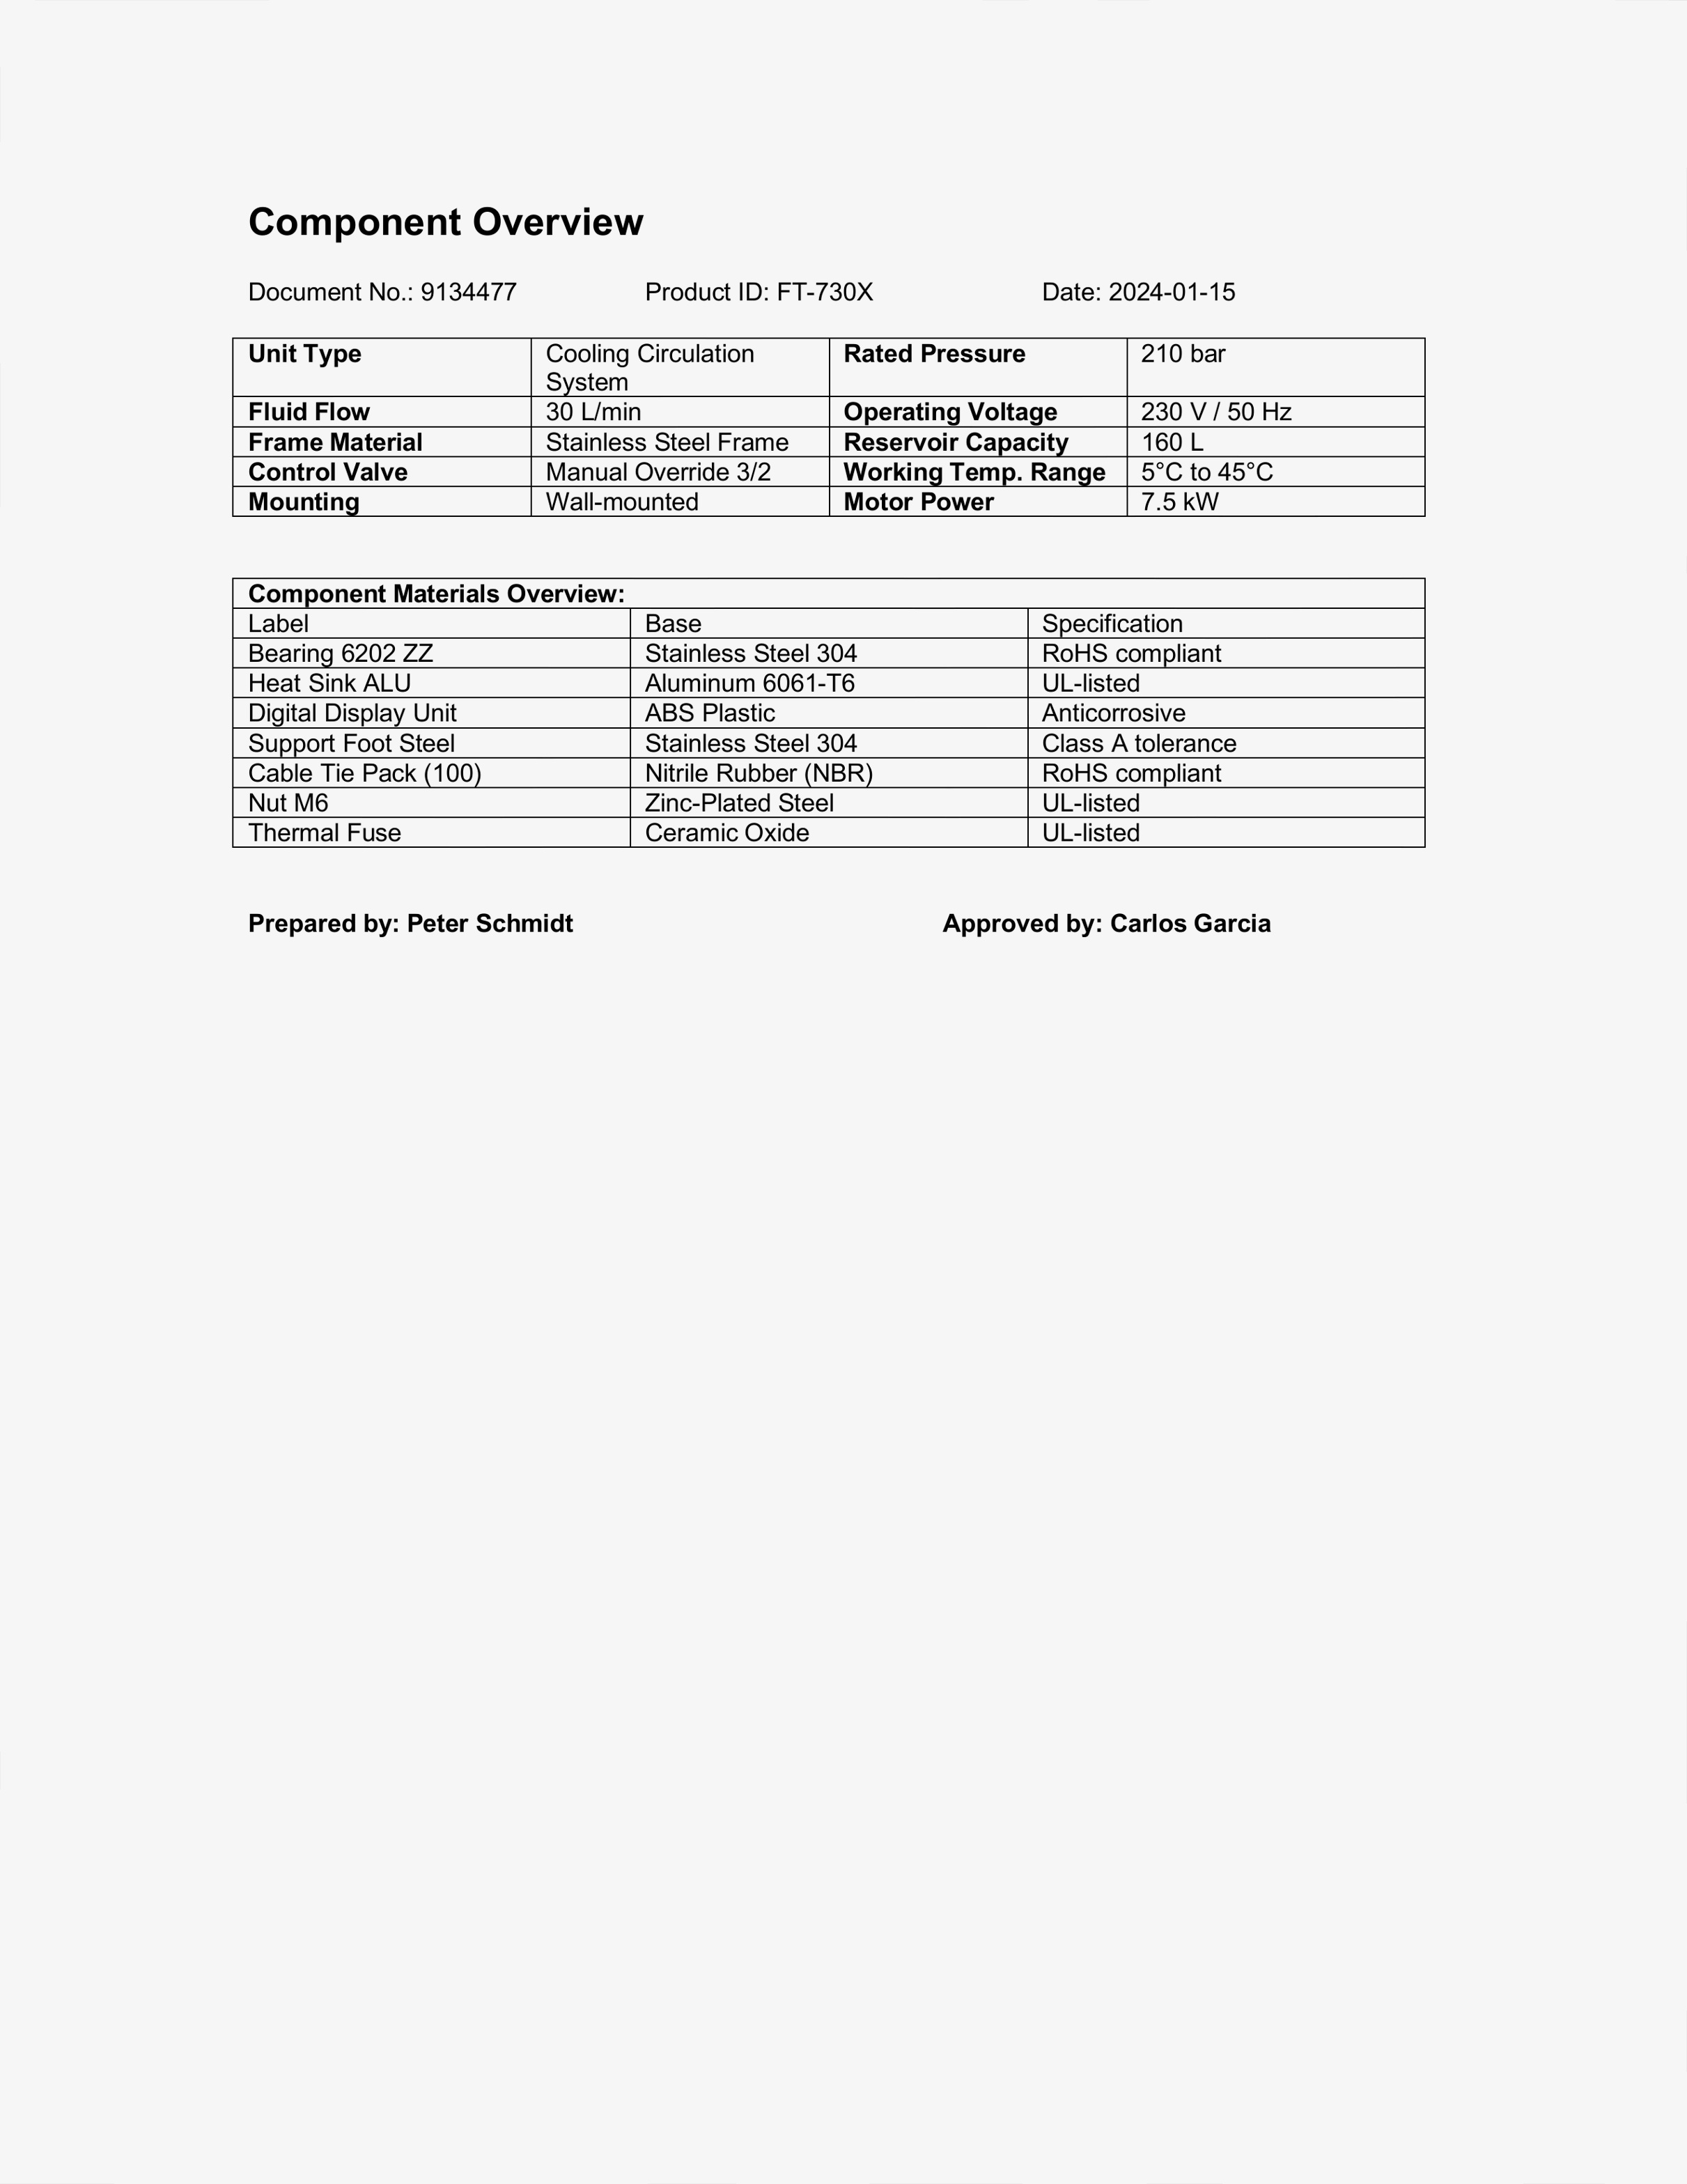 Component Overview
Document No.: 9134477 Product ID: FT-730X Date: 2024-01-15
Unit Type Cooling Circulation System Rated Pressure 210 bar
Fluid Flow 30 L/min Operating Voltage 230 V / 50 Hz
Frame Material Stainless Steel Frame Reservoir Capacity 160 L
Control Valve Manual Override 3/2 Working Temp. Range 5°C to 45°C
Mounting Wall-mounted Motor Power 7.5 kW
Component Materials Overview:
Label Base Specification
Bearing 6202 ZZ Stainless Steel 304 RoHS compliant
Heat Sink ALU Aluminum 6061-T6 UL-listed
Digital Display Unit ABS Plastic Anticorrosive
Support Foot Steel Stainless Steel 304 Class A tolerance
Cable Tie Pack (100) Nitrile Rubber (NBR) RoHS compliant
Nut M6 Zinc-Plated Steel UL-listed
Thermal Fuse Ceramic Oxide UL-listed
Prepared by: Peter Schmidt Approved by: Carlos Garcia